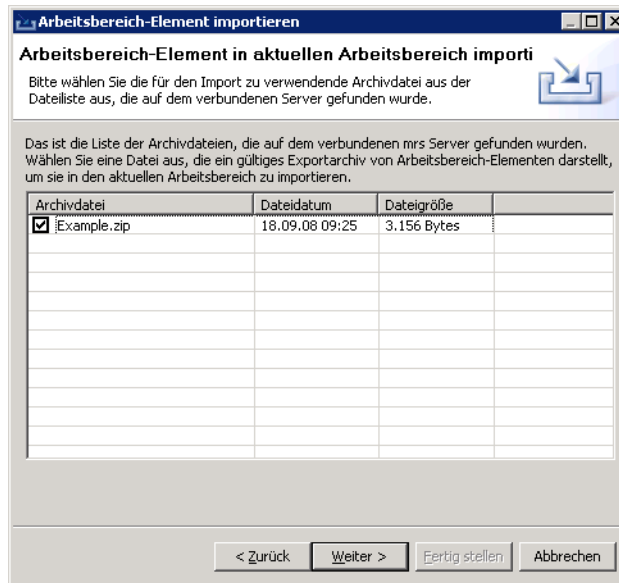 Arbeitsbereich-Element importieren
Arbeitsbereich-Element in aktuellen Arbeitsbereich importi
Bitte wählen Sie die für den Import zu verwendende Archivdatei aus der
Dateiliste aus, die auf dem verbundenen Server gefunden wurde.
Das ist die Liste der Archivdateien, die auf dem verbundenen mrs Server gefunden wurden.
Wählen Sie eine Datei aus, die ein gültiges Exportarchiv von Arbeitsbereich-Elementen darstellt,
um sie in den aktuellen Arbeitsbereich zu importieren.
Archivdatei Dateidatum Dateigröße
Example.zip 18.09.08 09:25 3.156 Bytes
< Zurück Weiter > Fertig stellen Abbrechen